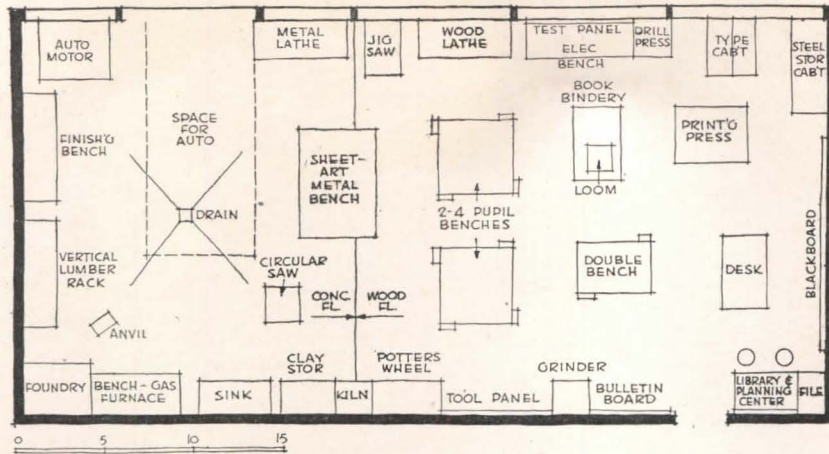 AUTO
MOTOR
METAL
LATHE
JIG
SAW
WOOD
LATHE
TEST PANEL
ELEC
BENCH
DRILL
PRESS
TYPE
CAB'T
STEEL
STOR
CAB'T
FINISH'G
BENCH
SPACE
FOR
AUTO
SHEET-
ART
METAL
BENCH
BOOK
BINDERY
LOOM
PRINT'G
PRESS
DRAIN
2-4 PUPIL
BENCHES
VERTICAL
LUMBER
RACK
CIRCULAR
SAW
CONC.
FL.
WOOD
FL.
DOUBLE
BENCH
DESK
BLACKBOARD
ANVIL
FOUNDRY
BENCH-GAS
FURNACE
SINK
CLAY
STOR
KILN
POTTERS
WHEEL
TOOL PANEL
GRINDER
BULLETIN
BOARD
LIBRARY &
PLANNING
CENTER
FILE
0 5 10 15